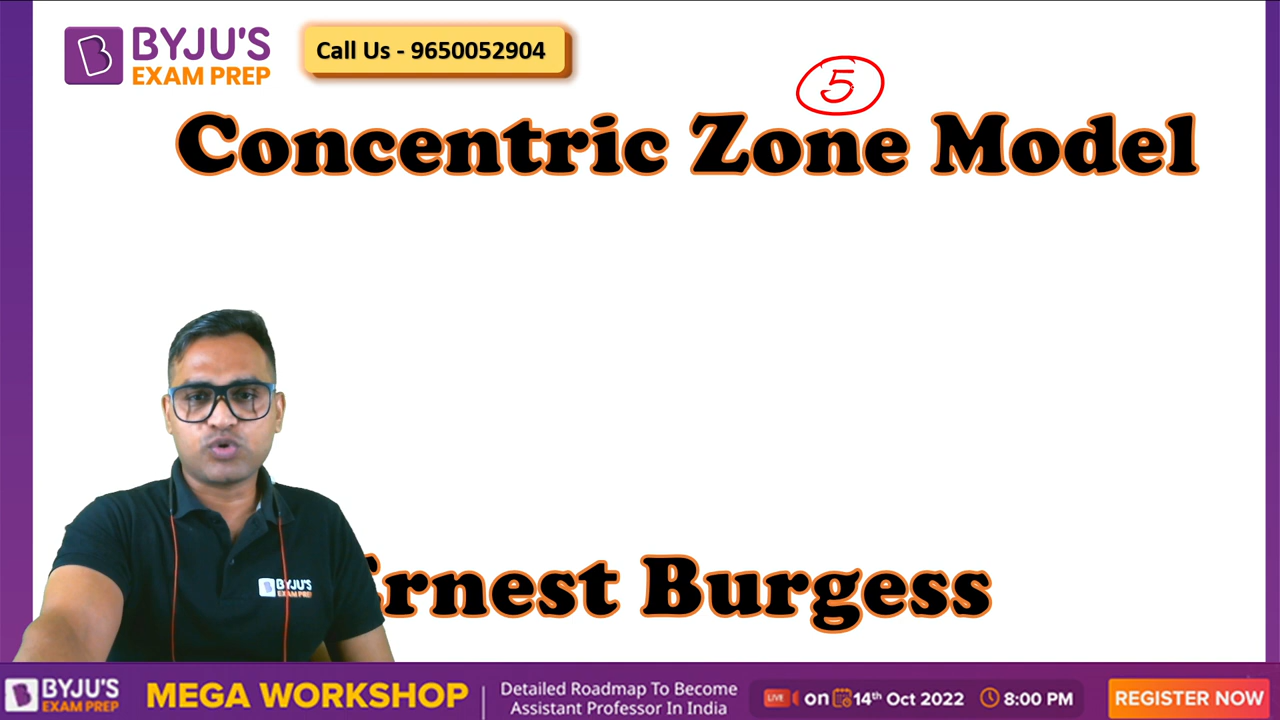 BYJU'S
EXAM PREP
Call Us - 9650052904
5
Concentric Zone Model
BYJU'S
EXAM PREP
Ernest Burgess
BYJU'S
EXAM PREP
MEGA WORKSHOP
Detailed Roadmap To Become
Assistant Professor In India
LIVE on 14th Oct 2022 8:00 PM
REGISTER NOW